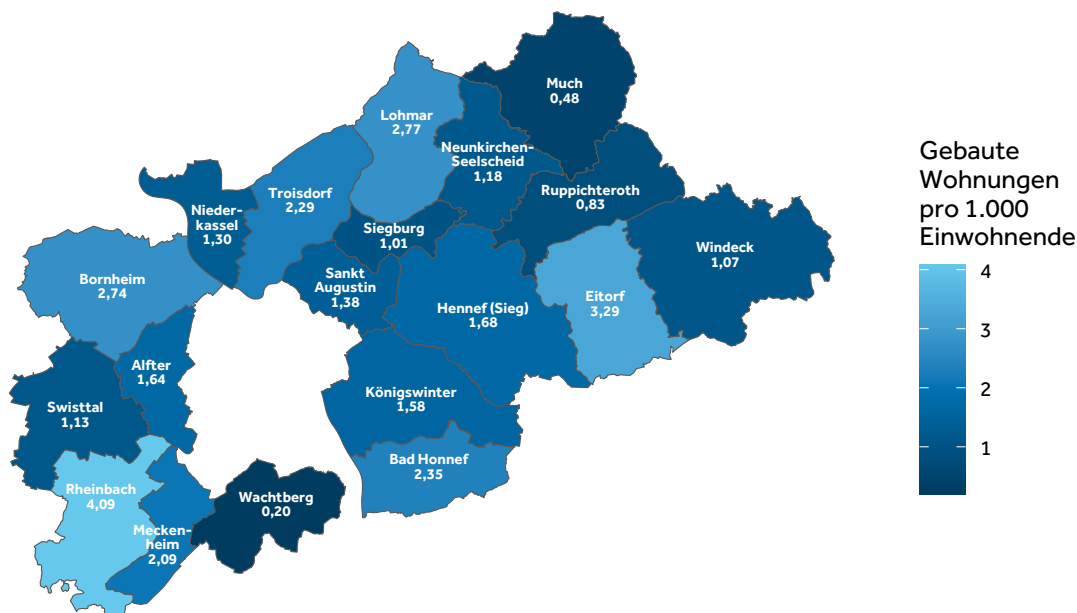 Much
0,48
Lohmar
2,77
Neunkirchen-
Seelscheid
1,18
Ruppichteroth
0,83
Troisdorf
2,29
Nieder-
kassel
1,30
Siegburg
1,01
Windeck
1,07
Bornheim
2,74
Sankt
Augustin
1,38
Hennef (Sieg)
1,68
Eitorf
3,29
Alfter
1,64
Königswinter
1,58
Swisttal
1,13
Bad Honnef
2,35
Rheinbach
4,09
Wachtberg
0,20
Mecken-
heim
2,09
Gebaute
Wohnungen
pro 1.000
Einwohnende
4
3
2
1